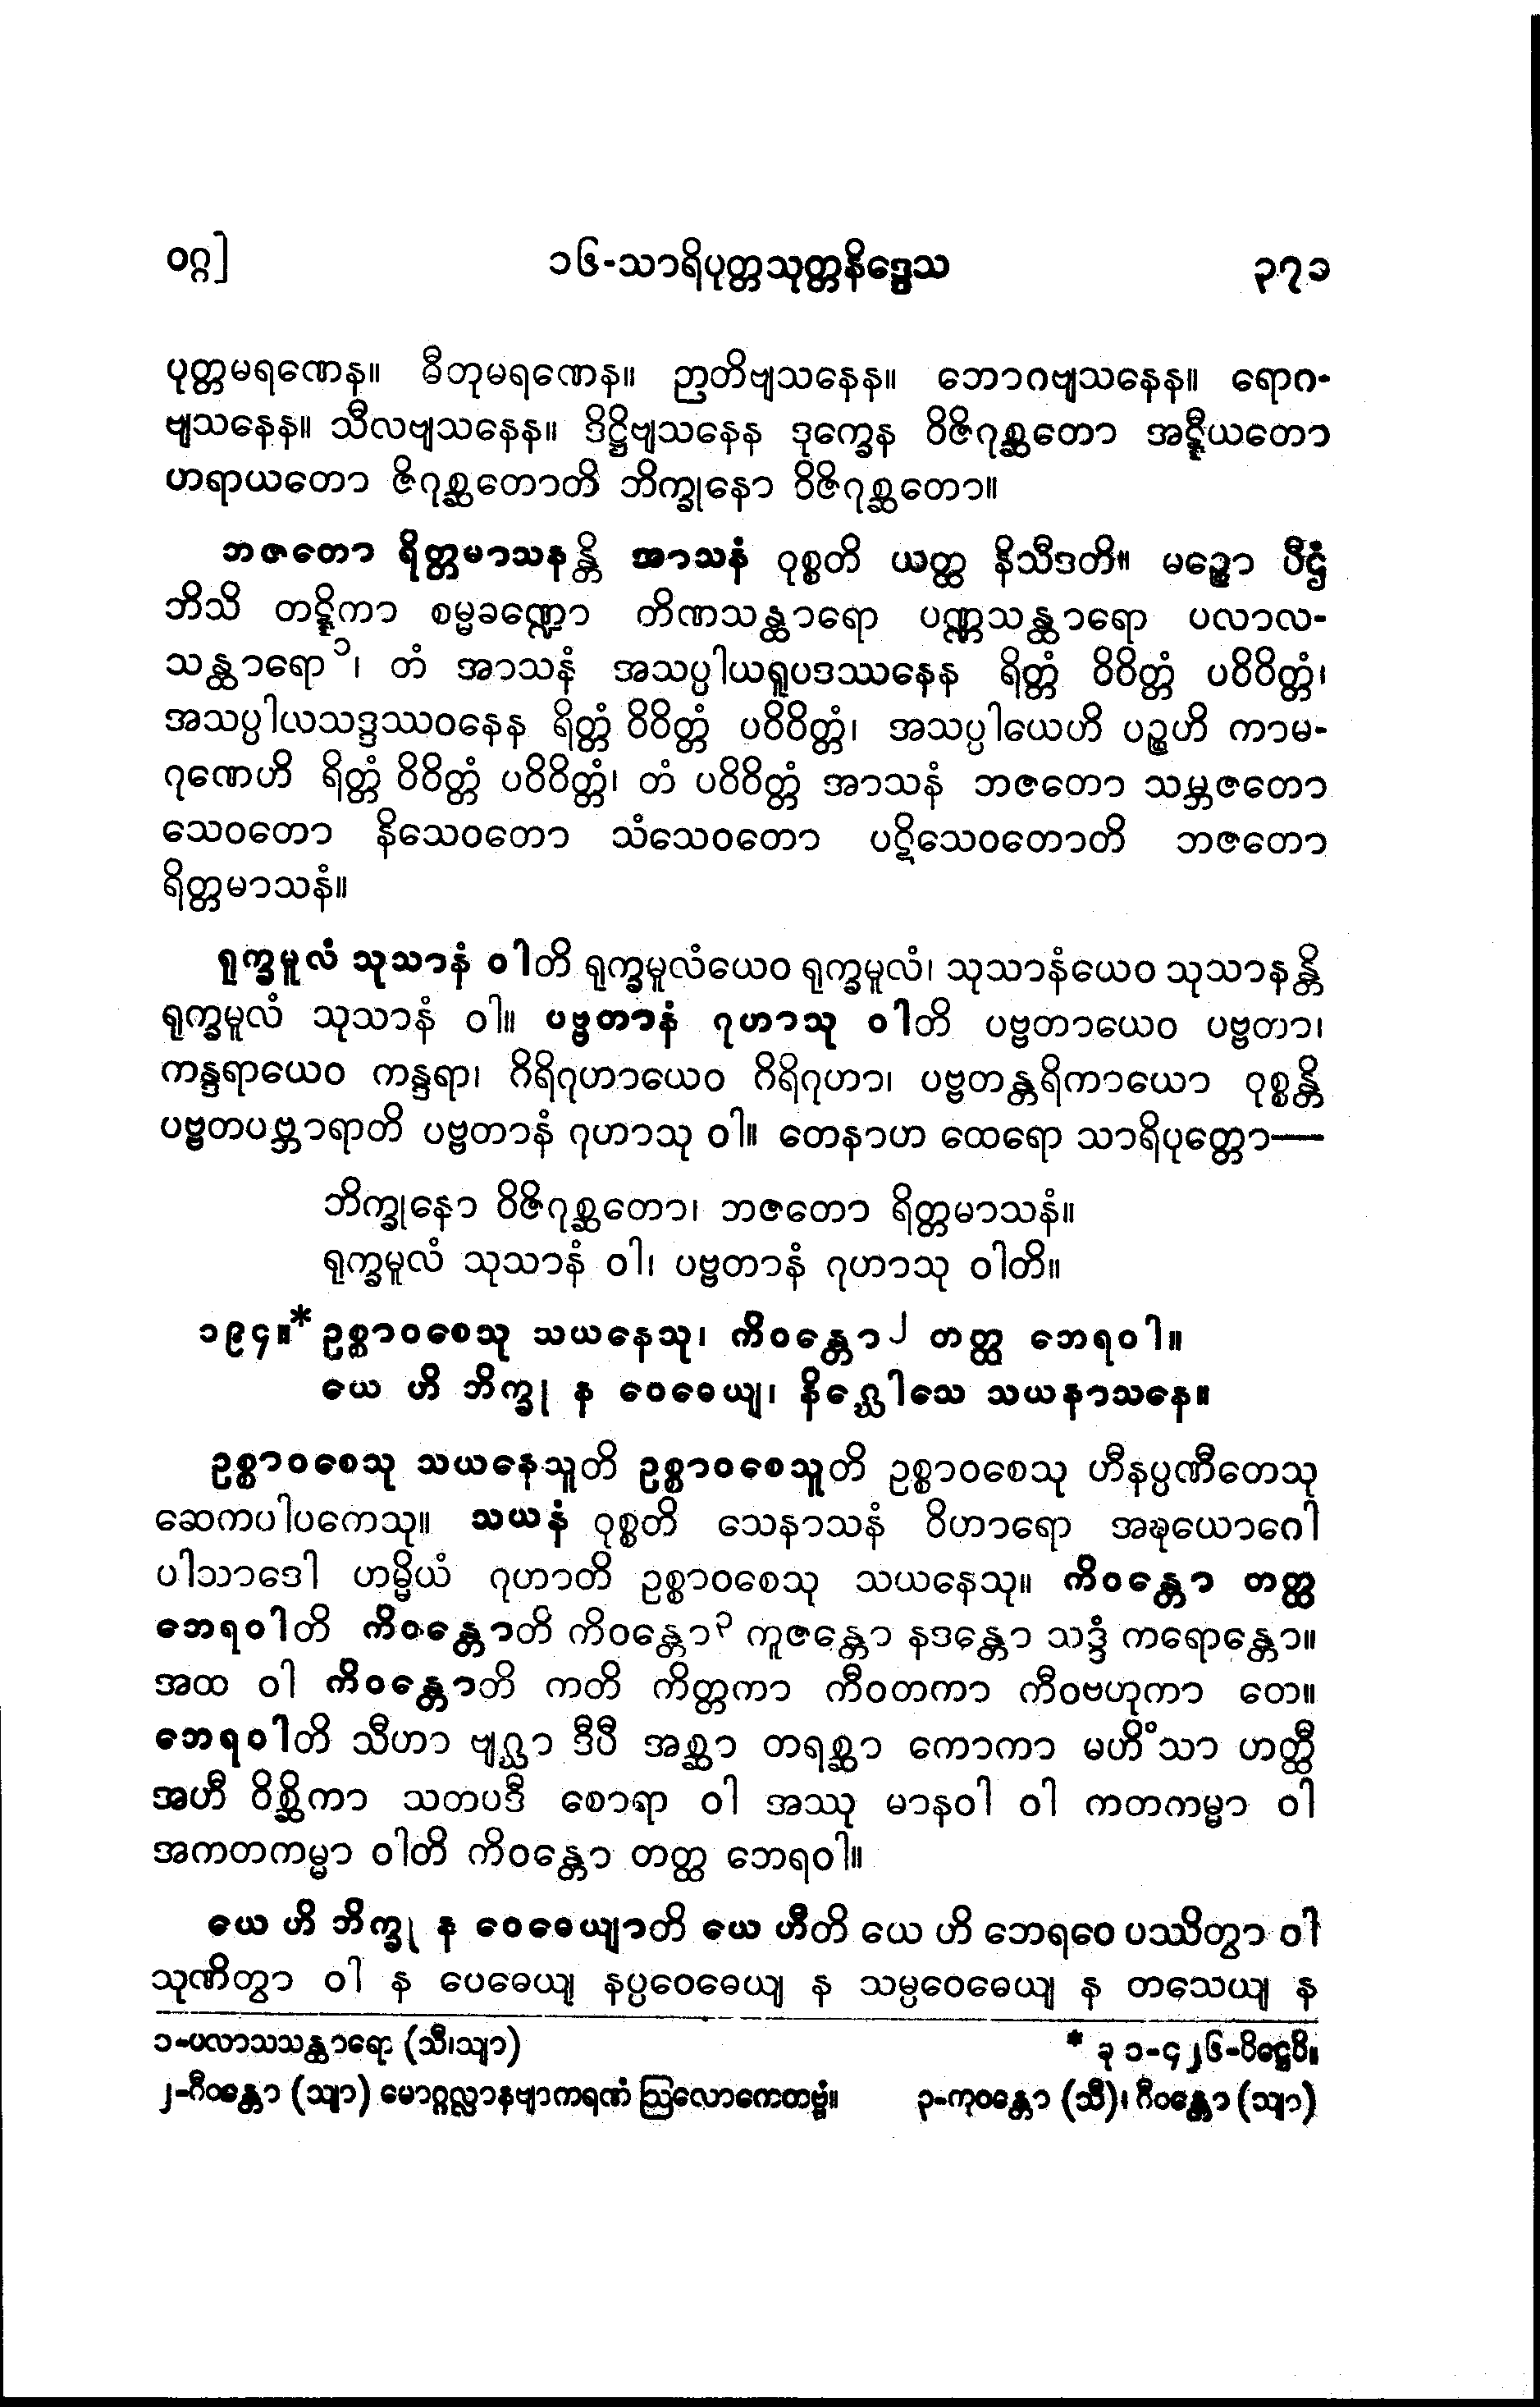 ဝဂ္ဂ] ၁၆-သာရိပုတ္တသုတ္တနိဒ္ဒေသ ၃၇၁
ပုတ္တမရဏေန။ ဓီတုမရဏေန။ ဉာတိဗျသနေန။ ဘောဂဗျသနေန။ ရောဂ-
ဗျသနေန။ သီလဗျသနေန။ ဒိဋ္ဌိဗျသနေန ဒုက္ခေန ဝိဇိဂုစ္ဆတော အဋ္ဋီယတော
ဟရာယတော ဇိဂုစ္ဆတောတိ ဘိက္ခုနော ဝိဇိဂုစ္ဆတော။
ဘဇတော ရိတ္တမာသနန္တိ အာသနံ ဝုစ္စတိ ယတ္ထ နိသီဒတိ။ မဉ္စော ပီဌံ
ဘိသိ တဋ္ဋိကာ စမ္မခဏ္ဍော တိဏသန္ထာရော ပဏ္ဏသန္ထာရော ပလာလ-
သန္ထာရော၁၊ တံ အာသနံ အသပ္ပါယရူပဒဿနေန ရိတ္တံ ဝိဝိတ္တံ ပဝိဝိတ္တံ၊
အသပ္ပါယသဒ္ဒဿဝနေန ရိတ္တံ ဝိဝိတ္တံ ပဝိဝိတ္တံ၊ အသပ္ပါယေဟိ ပဉ္စဟိ ကာမ-
ဂုဏေဟိ ရိတ္တံ ဝိဝိတ္တံ ပဝိဝိတ္တံ၊ တံ ပဝိဝိတ္တံ အာသနံ ဘဇတော သမ္ဘဇတော
သေဝတော နိသေဝတော သံသေဝတော ပဋိသေဝတောတိ ဘဇတော
ရိတ္တမာသနံ။
ရုက္ခမူလံ သုသာနံ ဝါတိ ရုက္ခမူလံယေဝ ရုက္ခမူလံ၊ သုသာနံယေဝ သုသာနန္တိ
ရုက္ခမူလံ သုသာနံ ဝါ။ ပဗ္ဗတာနံ ဂုဟာသု ဝါတိ ပဗ္ဗတာယေဝ ပဗ္ဗတာ၊
ကန္ဒရာယေဝ ကန္ဒရာ၊ ဂိရိဂုဟာယေဝ ဂိရိဂုဟာ၊ ပဗ္ဗတန္တရိကာယော ဝုစ္စန္တိ
ပဗ္ဗတပဗ္ဘာရာတိ ပဗ္ဗတာနံ ဂုဟာသု ဝါ။ တေနာဟ ထေရော သာရိပုတ္တော—
ဘိက္ခုနော ဝိဇိဂုစ္ဆတော၊ ဘဇတော ရိတ္တမာသနံ။
ရုက္ခမူလံ သုသာနံ ဝါ၊ ပဗ္ဗတာနံ ဂုဟာသု ဝါတိ။
၁၉၄။* ဥစ္စာဝစေသု သယနေသု၊ ကိဝန္တော၂ တတ္ထ ဘေရဝါ။
ယေ ဟိ ဘိက္ခု န ဝေဓေယျ၊ နိဂ္ဃေါသေ သယနာသနေ။
ဥစ္စာဝစေသု သယနေသူတိ ဥစ္စာဝစေသူတိ ဥစ္စာဝစေသု ဟီနပ္ပဏီတေသု
ဆေကပါပကေသု။ သယနံ ဝုစ္စတိ သေနာသနံ ဝိဟာရော အဍ္ဎယောဂေါ
ပါသာဒေါ ဟမ္မိယံ ဂုဟာတိ ဥစ္စာဝစေသု သယနေသု။ ကိဝန္တော တတ္ထ
ဘေရဝါတိ ကိဝန္တောတိ ကိဝန္တော၃ ကူဇန္တော နဒန္တော သဒ္ဒံ ကရောန္တော။
အထ ဝါ ကိဝန္တောတိ ကတိ ကိတ္တကာ ကီဝတကာ ကီဝဗဟုကာ တေ။
ဘေရဝါတိ သီဟာ ဗျဂ္ဃာ ဒီပီ အစ္ဆာ တရစ္ဆာ ကောကာ မဟိံသာ ဟတ္ထီ
အဟီ ဝိစ္ဆိကာ သတပဒီ စောရာ ဝါ အဿု မာနဝါ ဝါ ကတကမ္မာ ဝါ
အကတကမ္မာ ဝါတိ ကိဝန္တော တတ္ထ ဘေရဝါ။
ယေ ဟိ ဘိက္ခု န ဝေဓေယျာတိ ယေ ဟီတိ ယေ ဟိ ဘေရဝေ ပဿိတွာ ဝါ
သုဏိတွာ ဝါ န ပေဓေယျ နပ္ပဝေဓေယျ န သမ္ပဝေဓေယျ န တသေယျ န
၁-ပလာသသန္ထာရော (သီ၊သျာ) * ခု ၁-၄၂၆-ပိဋ္ဌေပိ။
၂-ဂီဝန္တော (သျာ) မောဂ္ဂလ္လာနဗျာကရဏံ ဩလောကေတဗ္ဗံ။ ၃-ကုဝန္တော (သီ)၊ ဂီဝန္တော (သျာ)